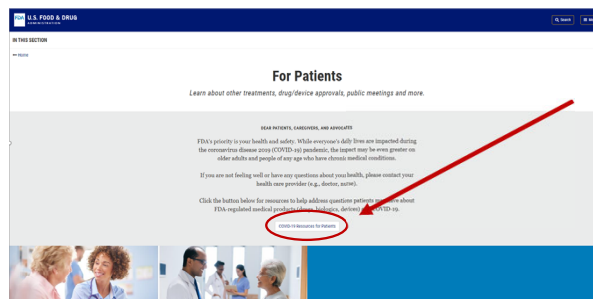 FDA U.S. FOOD & DRUG
ADMINISTRATION
Search
IN THIS SECTION
← Home
For Patients
Learn about other treatments, drug/device approvals, public meetings and more.
DEAR PATIENTS, CAREGIVERS, AND ADVOCATES
FDA's priority is your health and safety. While everyone's daily lives are impacted during
the coronavirus disease 2019 (COVID-19) pandemic, the impact may be even greater on
older adults and people of any age who have chronic medical conditions.
If you are not feeling well or have any questions about your health, please contact your
health care provider (e.g., doctor, nurse).
Click the button below for resources to help address questions patients may have about
FDA-regulated medical products (drugs, biologics, devices) COVID-19.
COVID-19 Resources for Patients